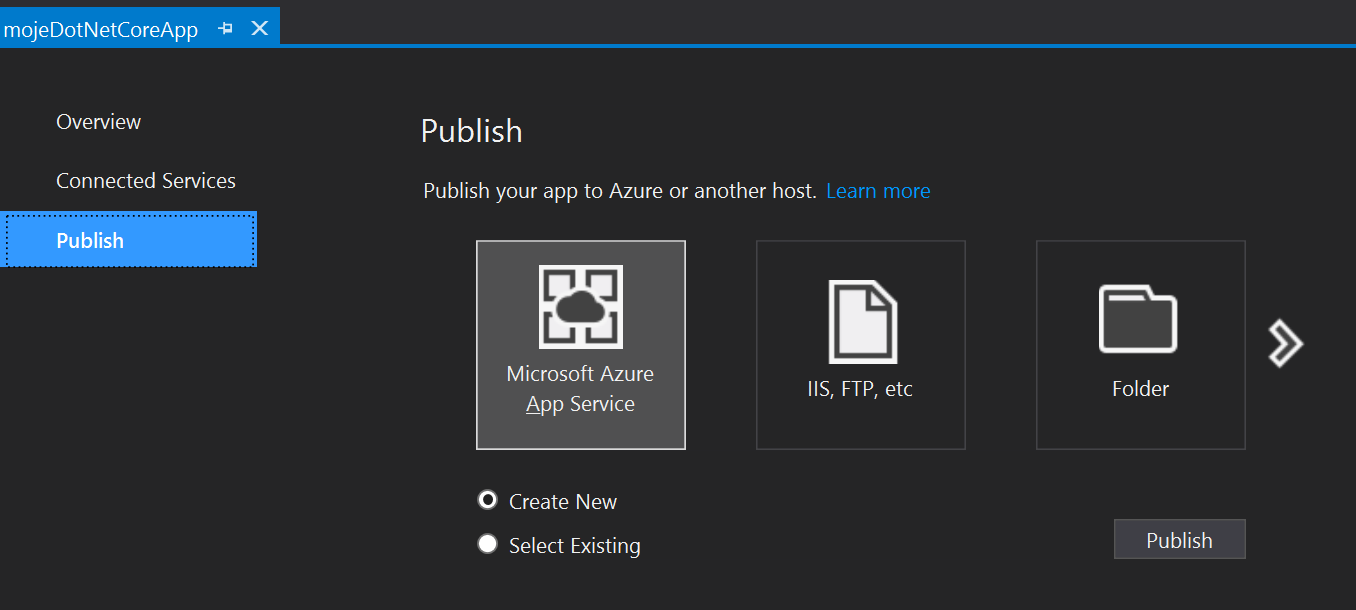 mojeDotNetCoreApp
Overview
Connected Services
Publish
Publish
Publish your app to Azure or another host. Learn more
Microsoft Azure
App Service
IIS, FTP, etc
Folder
Create New
Select Existing
Publish